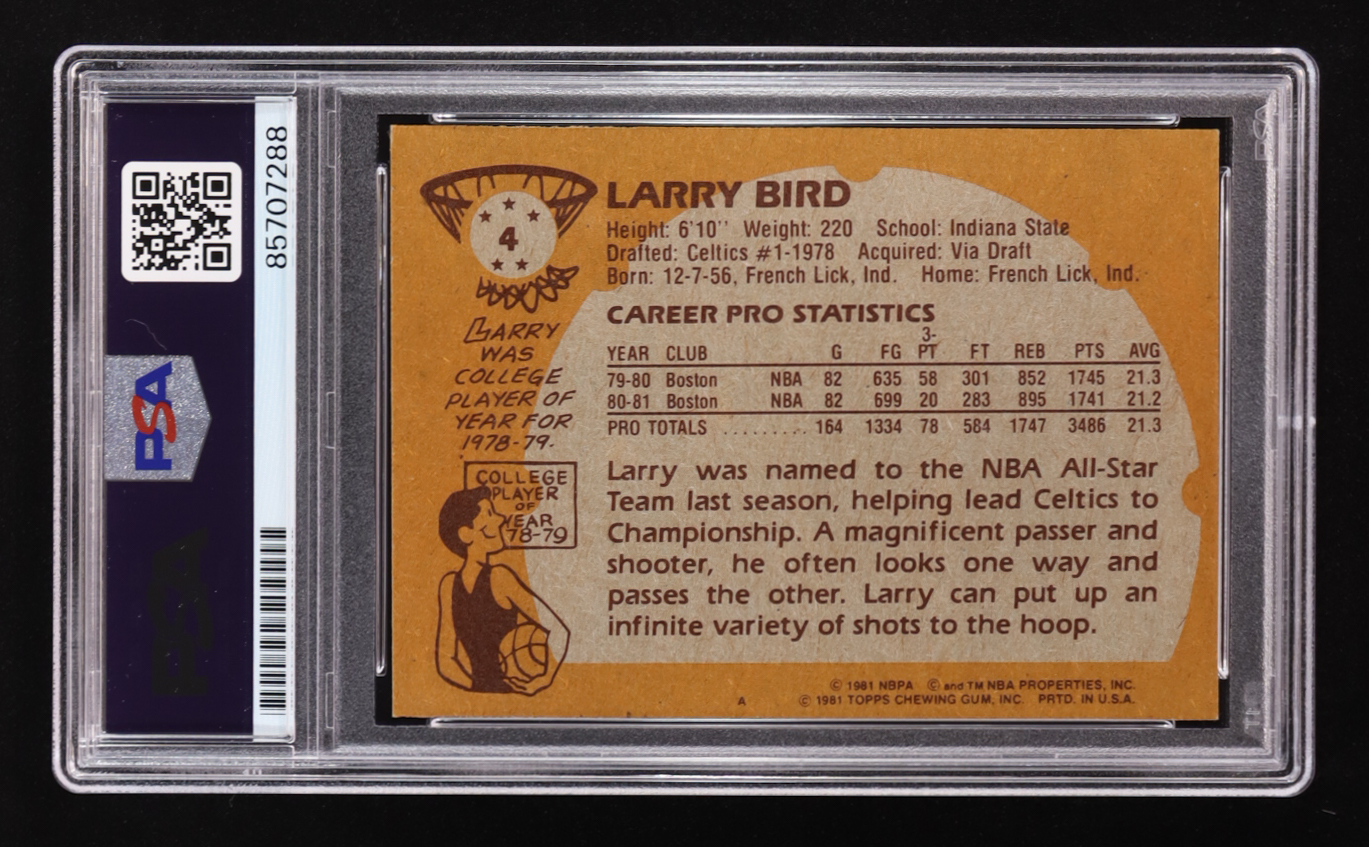 85707288
PSA
PSA
4
LARRY BIRD
Height: 6'10'' Weight: 220 School: Indiana State
Drafted: Celtics #1-1978 Acquired: Via Draft
Born: 12-7-56, French Lick, Ind. Home: French Lick, Ind.
LARRY
WAS
COLLEGE
PLAYER OF
YEAR FOR
1978-79.
COLLEGE
PLAYER
OF
YEAR
78-79
CAREER PRO STATISTICS
YEAR CLUB G FG 3-PT FT REB PTS AVG
79-80 Boston NBA 82 635 58 301 852 1745 21.3
80-81 Boston NBA 82 699 20 283 895 1741 21.2
PRO TOTALS .......... 164 1334 78 584 1747 3486 21.3
Larry was named to the NBA All-Star
Team last season, helping lead Celtics to
Championship. A magnificent passer and
shooter, he often looks one way and
passes the other. Larry can put up an
infinite variety of shots to the hoop.
© 1981 NBPA © and TM NBA PROPERTIES, INC.
A © 1981 TOPPS CHEWING GUM, INC. PRTD. IN U.S.A.